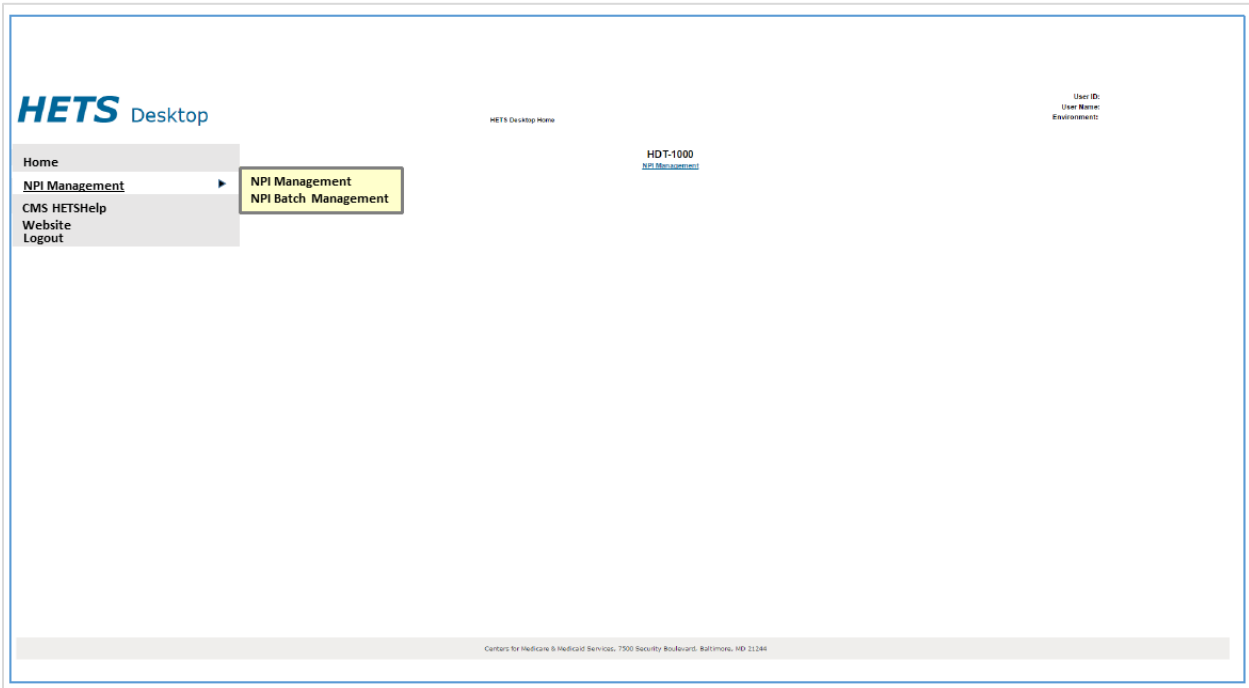 HETS Desktop
HETS Desktop Home
User ID:
User Name:
Environment:
Home
NPI Management
CMS HETSHelp
Website
Logout
NPI Management
NPI Batch Management
HDT-1000
NPI Management
Centers for Medicare & Medicaid Services, 7500 Security Boulevard, Baltimore, MD 21244